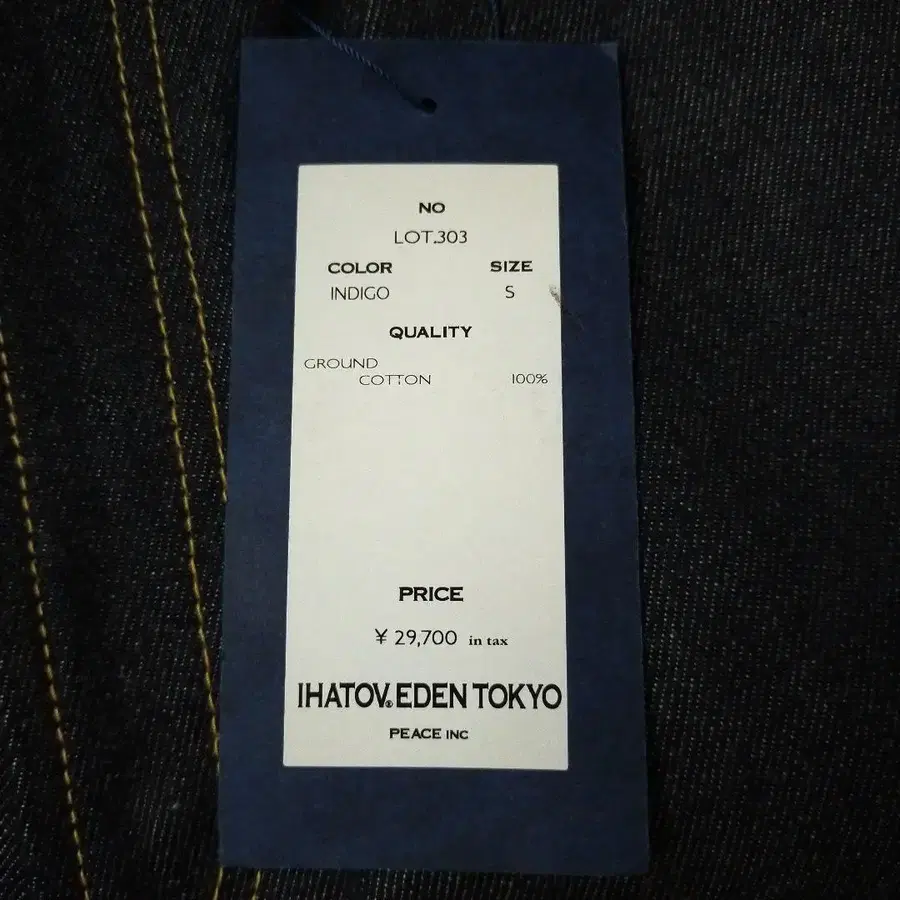 NO
LOT.303
COLOR SIZE
INDIGO S
QUALITY
GROUND
COTTON 100%
PRICE
¥ 29,700 in tax
IHATOV® EDEN TOKYO
PEACE INC